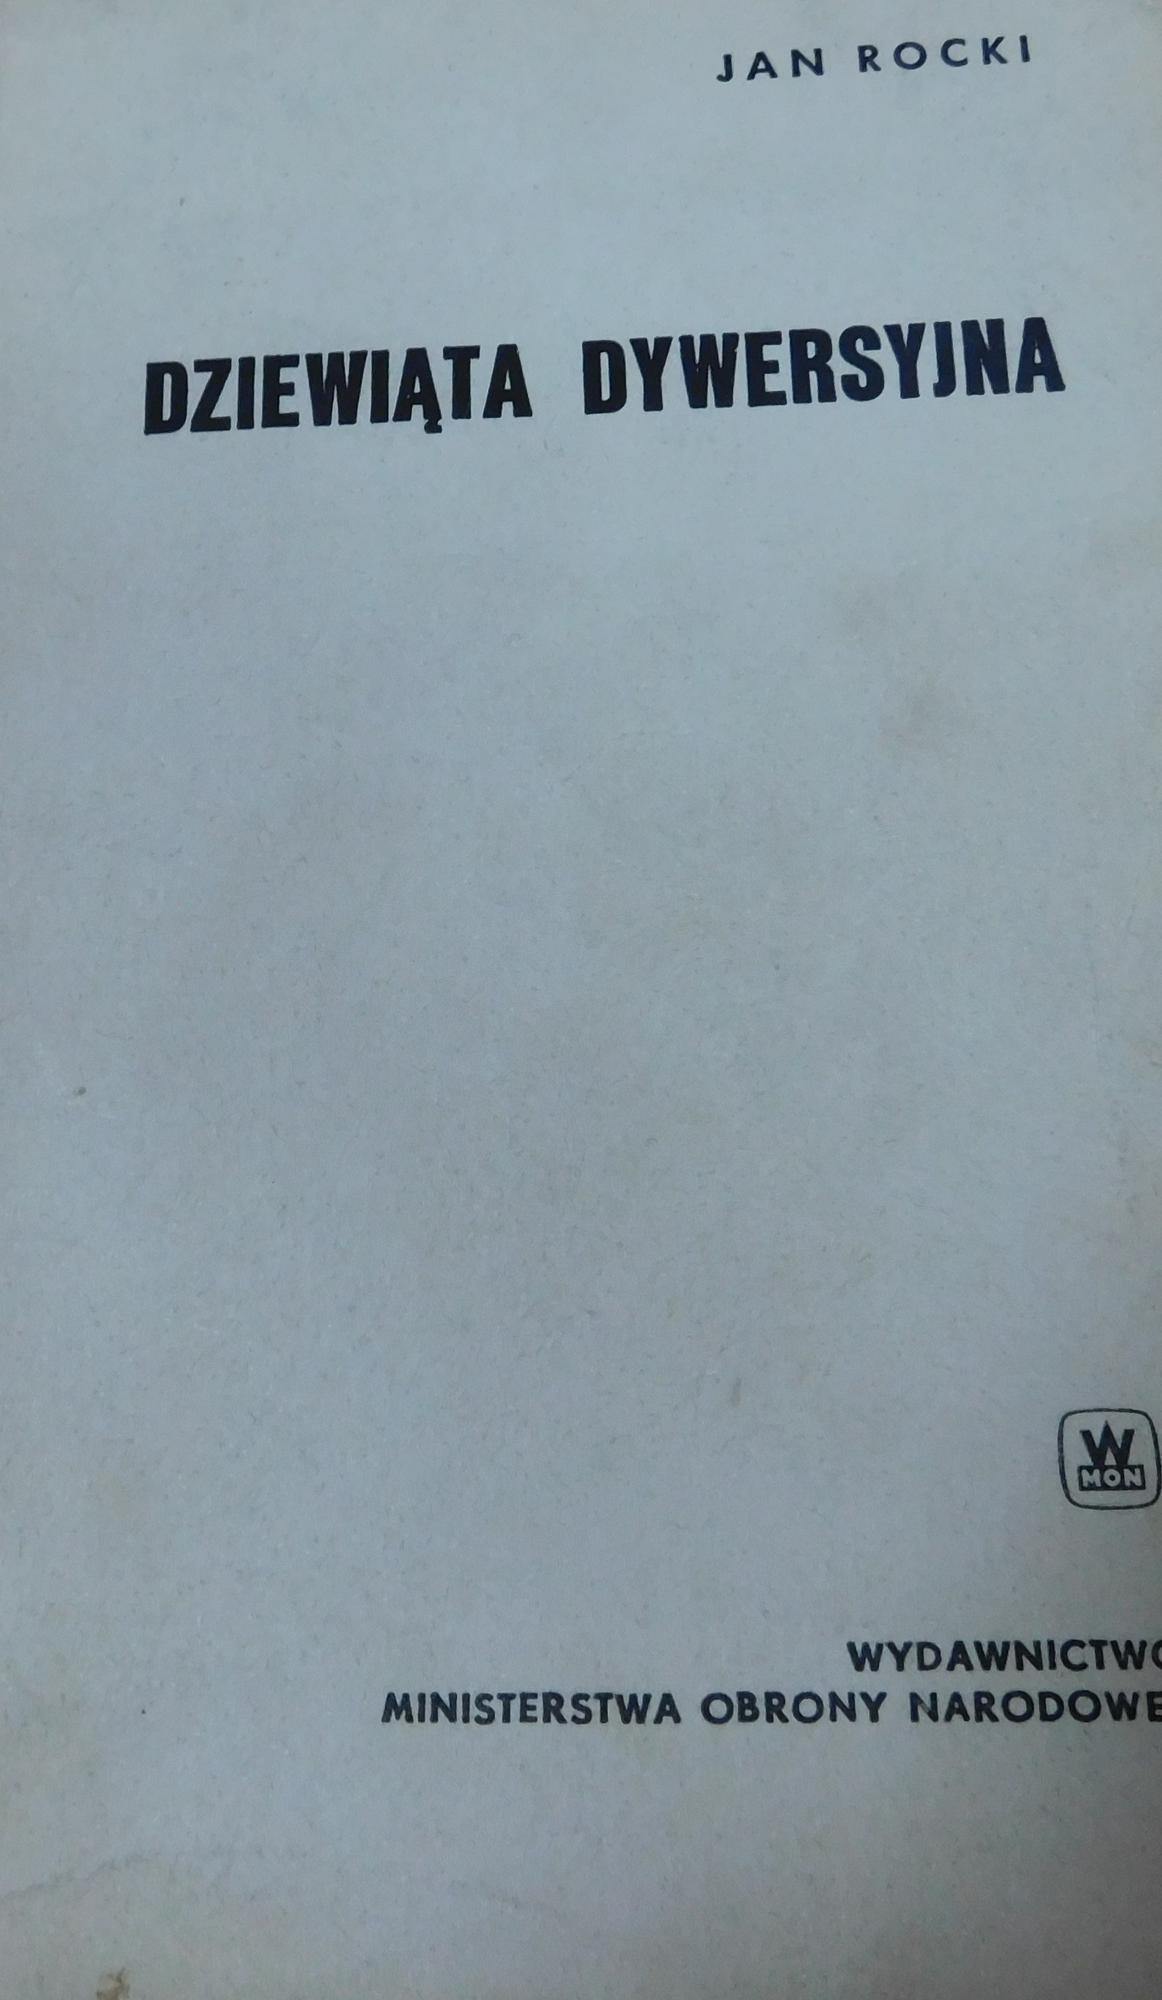 JAN ROCKI
DZIEWIĄTA DYWERSYJNA
W
MON
WYDAWNICTWO
MINISTERSTWA OBRONY NARODOWE